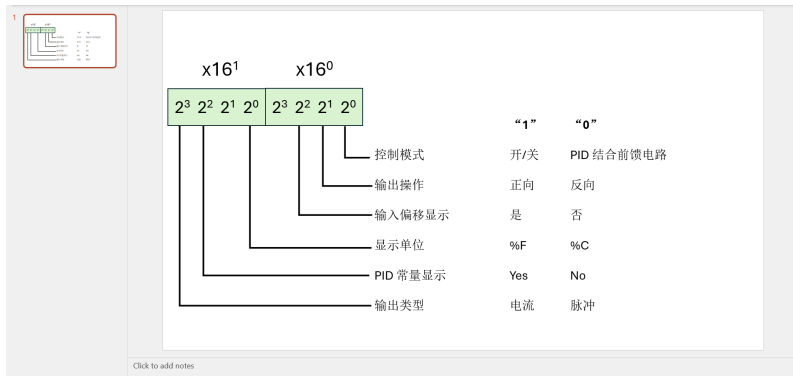 1
x16¹ x16⁰
2³ 2² 2¹ 2⁰ 2³ 2² 2¹ 2⁰
“1” “0”
控制模式 开/关 PID 结合前馈电路
输出操作 正向 反向
输入偏移显示 是 否
显示单位 %F %C
PID 常量显示 Yes No
输出类型 电流 脉冲
Click to add notes